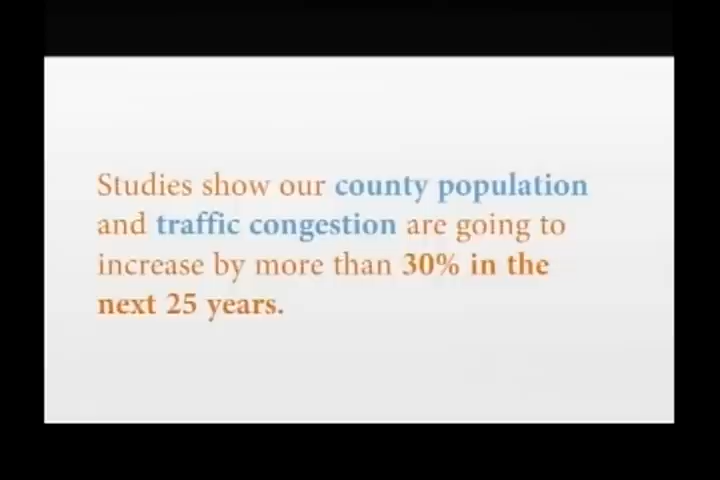 Studies show our county population
and traffic congestion are going to
increase by more than 30% in the
next 25 years.